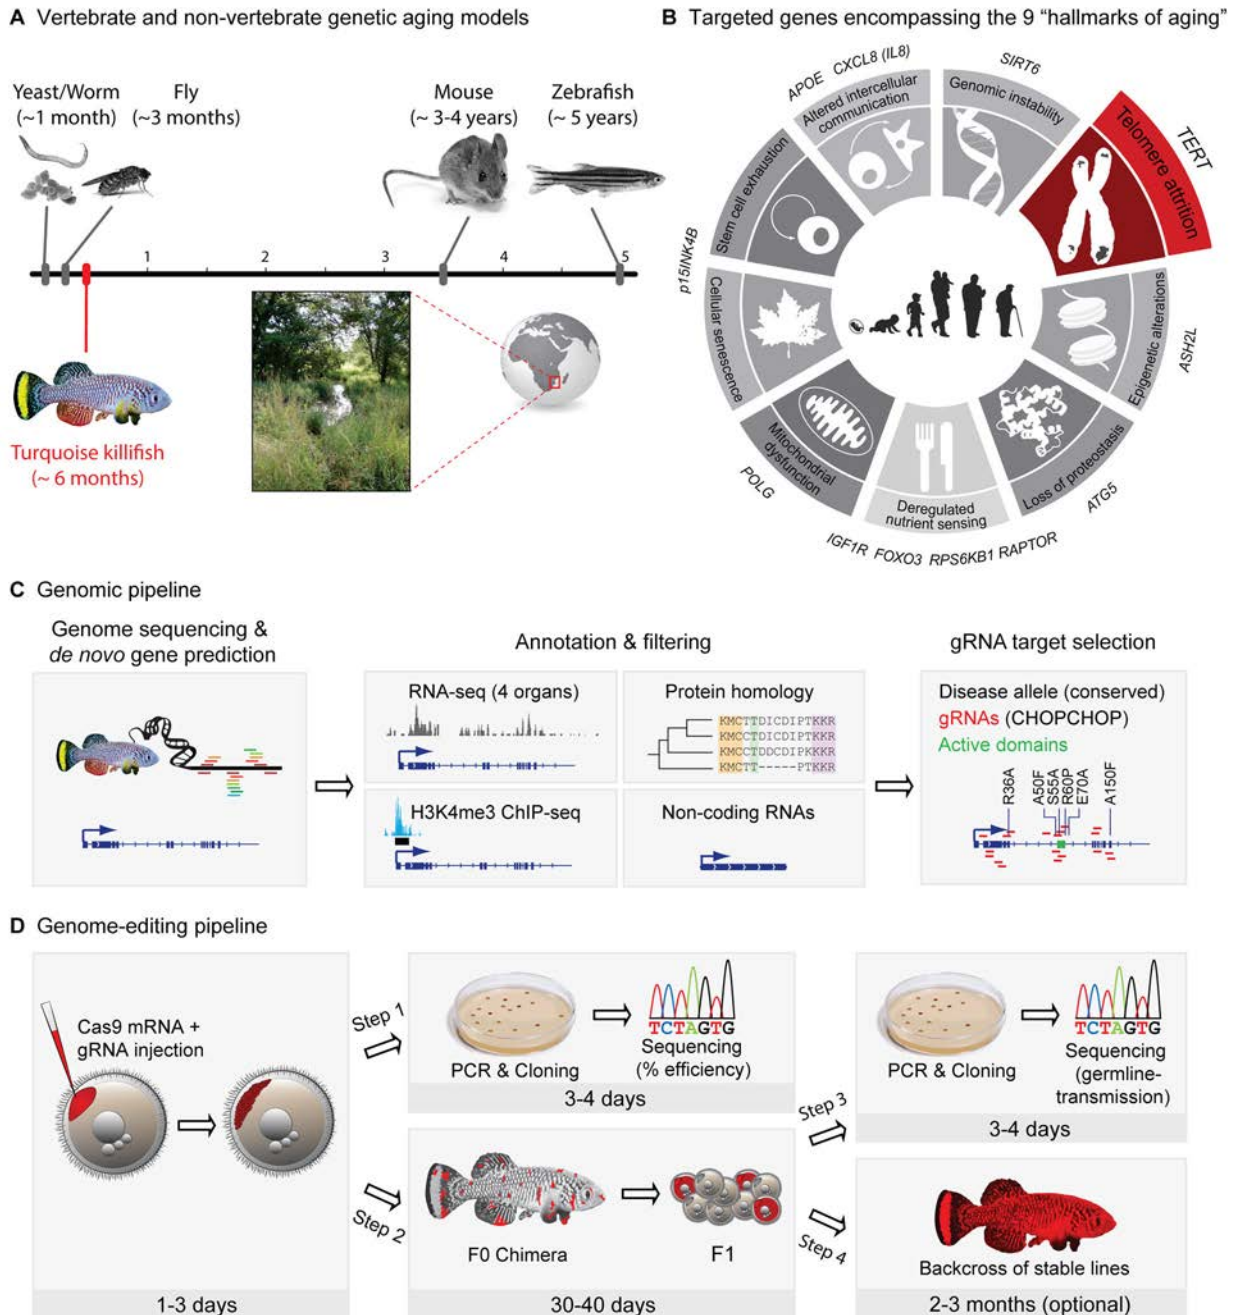 A Vertebrate and non-vertebrate genetic aging models
Yeast/Worm
(~1 month)
Fly
(~3 months)
Mouse
(~ 3-4 years)
Zebrafish
(~ 5 years)
1
2
3
4
5
Turquoise killifish
(~ 6 months)
B Targeted genes encompassing the 9 “hallmarks of aging”
APOE
CXCL8 (IL8)
Altered intercellular
communication
SIRT6
Genomic instability
TERT
Telomere attrition
ASH2L
Epigenetic alterations
ATG5
Loss of proteostasis
Deregulated
nutrient sensing
IGF1R FOXO3 RPS6KB1 RAPTOR
POLG
Mitochondrial
dysfunction
Cellular senescence
p15INK4B
Stem cell exhaustion
C Genomic pipeline
Genome sequencing &
de novo gene prediction
Annotation & filtering
RNA-seq (4 organs)
Protein homology
KMCTTDICDIPTKKR
KMCTTDICDIPTKKR
KMCTTDDCDIPKKKR
KMCCT-----PTKKR
H3K4me3 ChIP-seq
Non-coding RNAs
gRNA target selection
Disease allele (conserved)
gRNAs (CHOPCHOP)
Active domains
R36A
A50F
S55A
R60P
E70A
A150F
D Genome-editing pipeline
Cas9 mRNA +
gRNA injection
1-3 days
Step 1
PCR & Cloning
TCTAGTG
Sequencing
(% efficiency)
3-4 days
Step 2
F0 Chimera
F1
30-40 days
Step 3
PCR & Cloning
TCTAGTG
Sequencing
(germline-
transmission)
3-4 days
Step 4
Backcross of stable lines
2-3 months (optional)